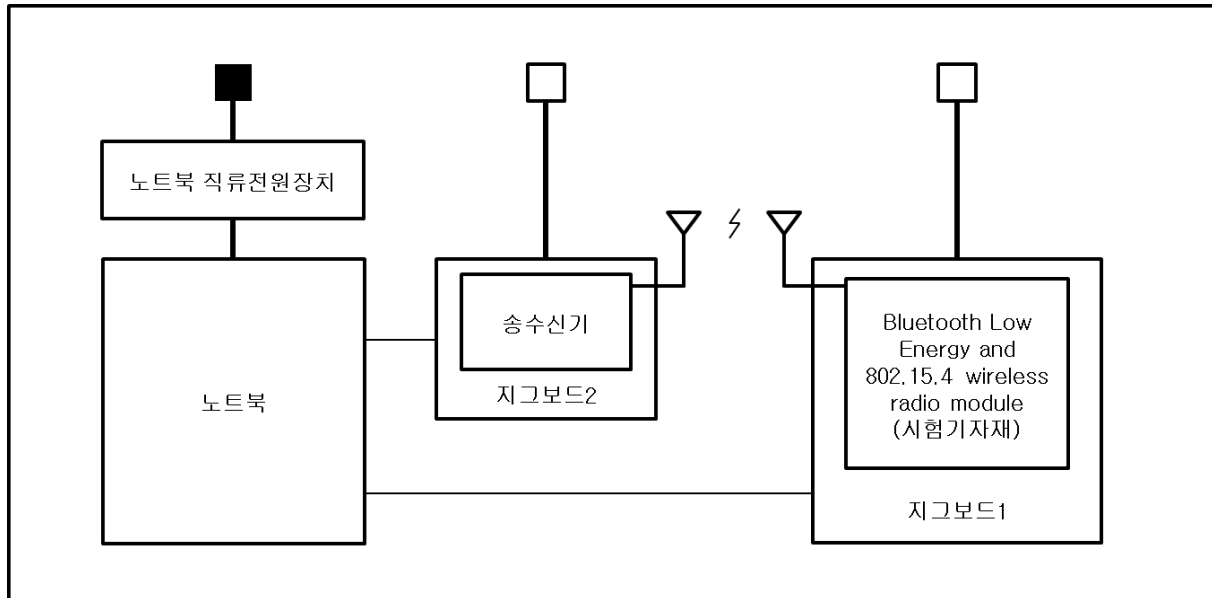 노트북 직류전원장치
노트북
송수신기
지그보드2
Bluetooth Low
Energy and
802.15.4 wireless
radio module
(시험기자재)
지그보드1